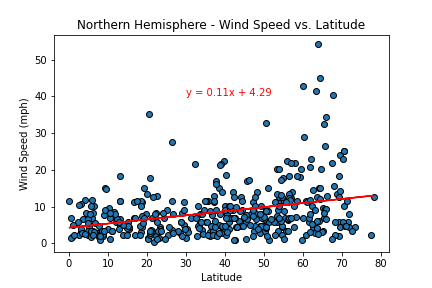 Northern Hemisphere - Wind Speed vs. Latitude
y = 0.11x + 4.29
Wind Speed (mph)
50
40
30
20
10
0
0 10 20 30 40 50 60 70 80
Latitude